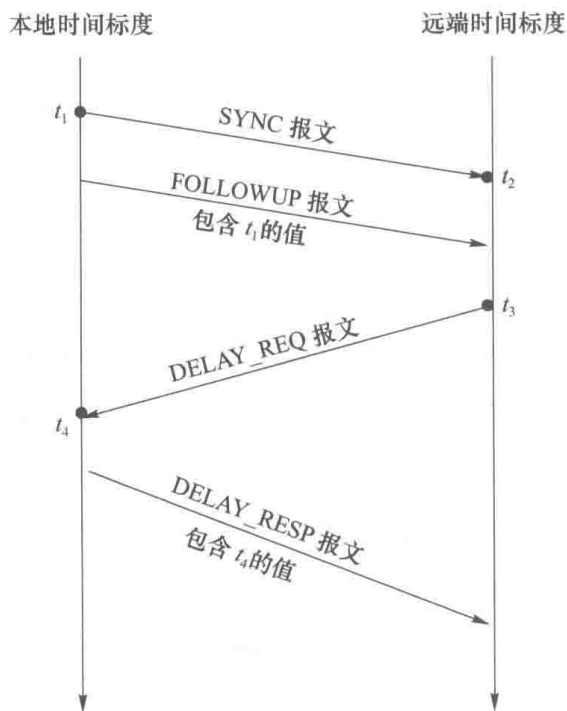 本地时间标度
远端时间标度
t₁
SYNC 报文
t₂
FOLLOWUP 报文
包含 t₁的值
t₃
DELAY_REQ 报文
t₄
DELAY_RESP 报文
包含 t₄的值